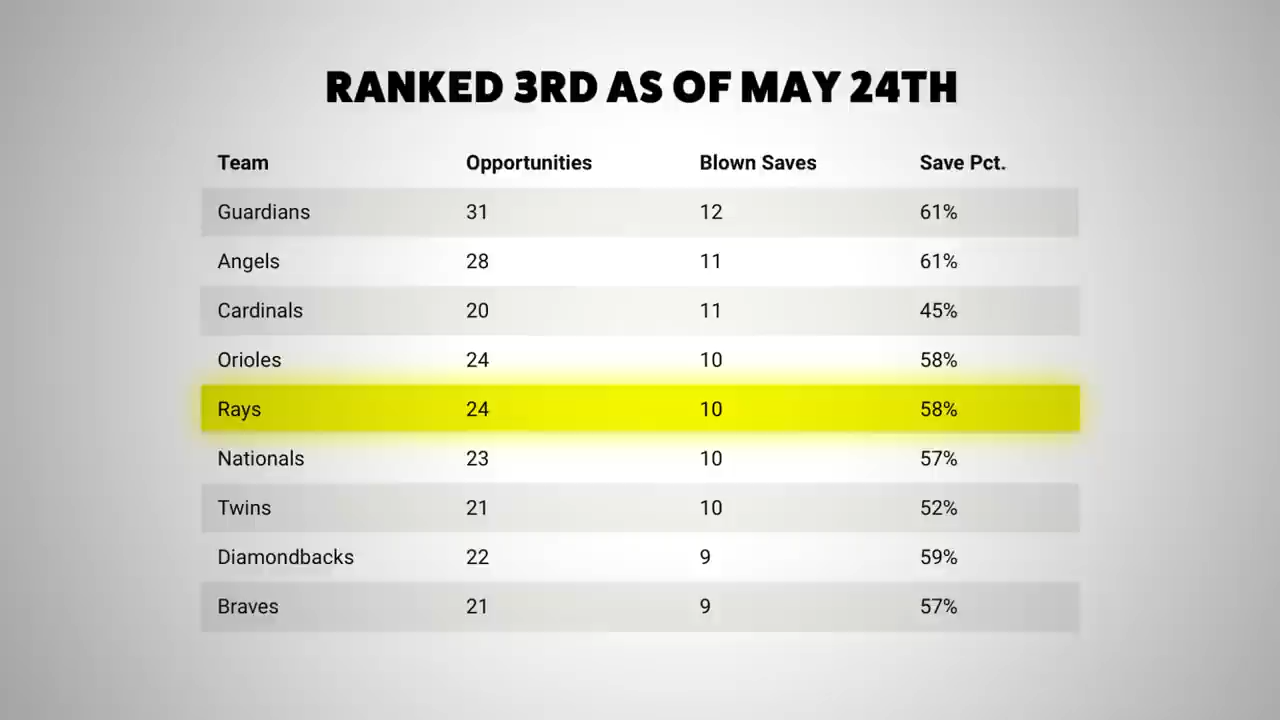 RANKED 3RD AS OF MAY 24TH
Team Opportunities Blown Saves Save Pct.
Guardians 31 12 61%
Angels 28 11 61%
Cardinals 20 11 45%
Orioles 24 10 58%
Rays 24 10 58%
Nationals 23 10 57%
Twins 21 10 52%
Diamondbacks 22 9 59%
Braves 21 9 57%